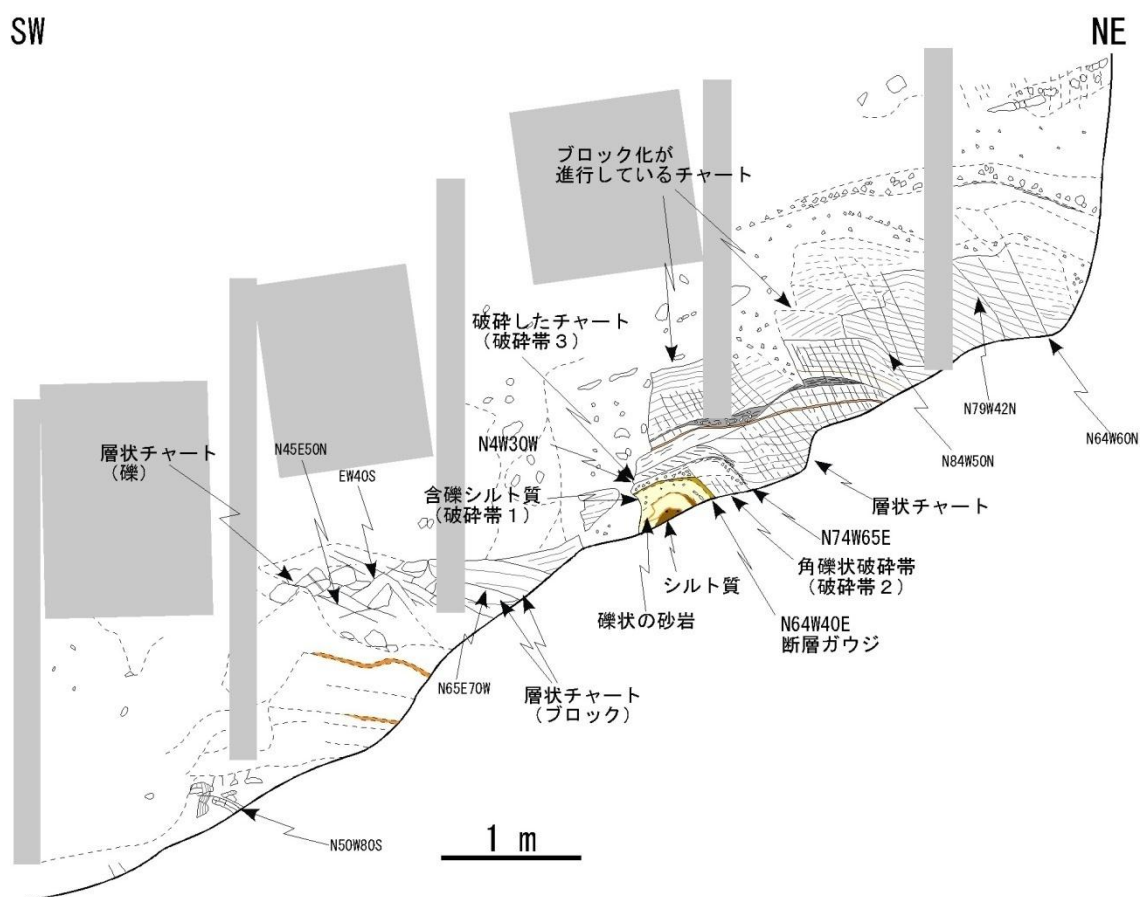 SW
NE
ブロック化が
進行しているチャート
破砕したチャート
(破砕帯3)
N79W42N
N64W60N
N4W30W
N84W50N
層状チャート
(礫)
N45E50N
EW40S
含礫シルト質
(破砕帯1)
層状チャート
N74W65E
シルト質
角礫状破砕帯
(破砕帯2)
礫状の砂岩
N64W40E
断層ガウジ
N65E70W
層状チャート
(ブロック)
N50W80S
1 m